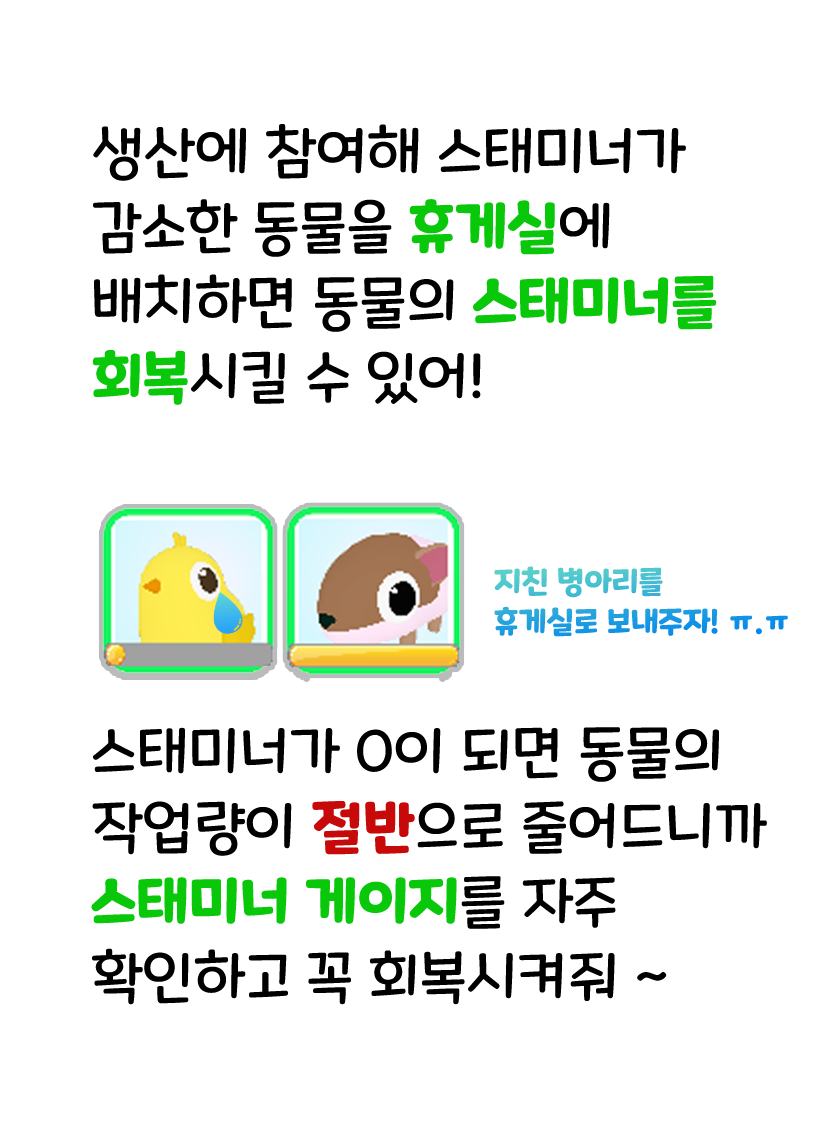 생산에 참여해 스태미너가
감소한 동물을 휴게실에
배치하면 동물의 스태미너를
회복시킬 수 있어!
지친 병아리를
휴게실로 보내주자! ㅠ.ㅠ
스태미너가 0이 되면 동물의
작업량이 절반으로 줄어드니까
스태미너 게이지를 자주
확인하고 꼭 회복시켜줘 ~